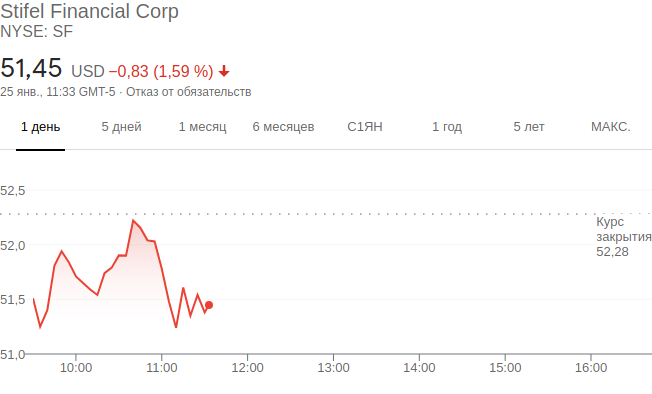 Stifel Financial Corp
NYSE: SF
51,45 USD −0,83 (1,59 %)
25 янв., 11:33 GMT-5 · Отказ от обязательств
1 день 5 дней 1 месяц 6 месяцев С1ЯН 1 год 5 лет МАКС.
52,5
Курс
закрытия
52,28
52,0
51,5
51,0
10:00 11:00 12:00 13:00 14:00 15:00 16:00